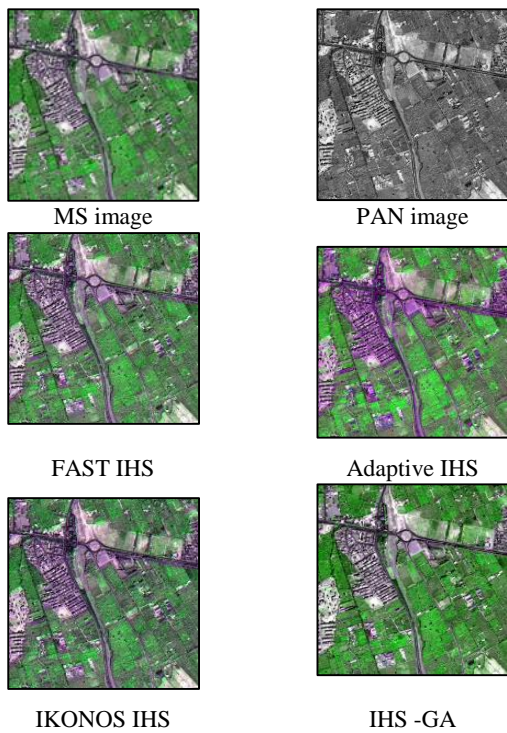 MS image
PAN image
FAST IHS
Adaptive IHS
IKONOS IHS
IHS -GA